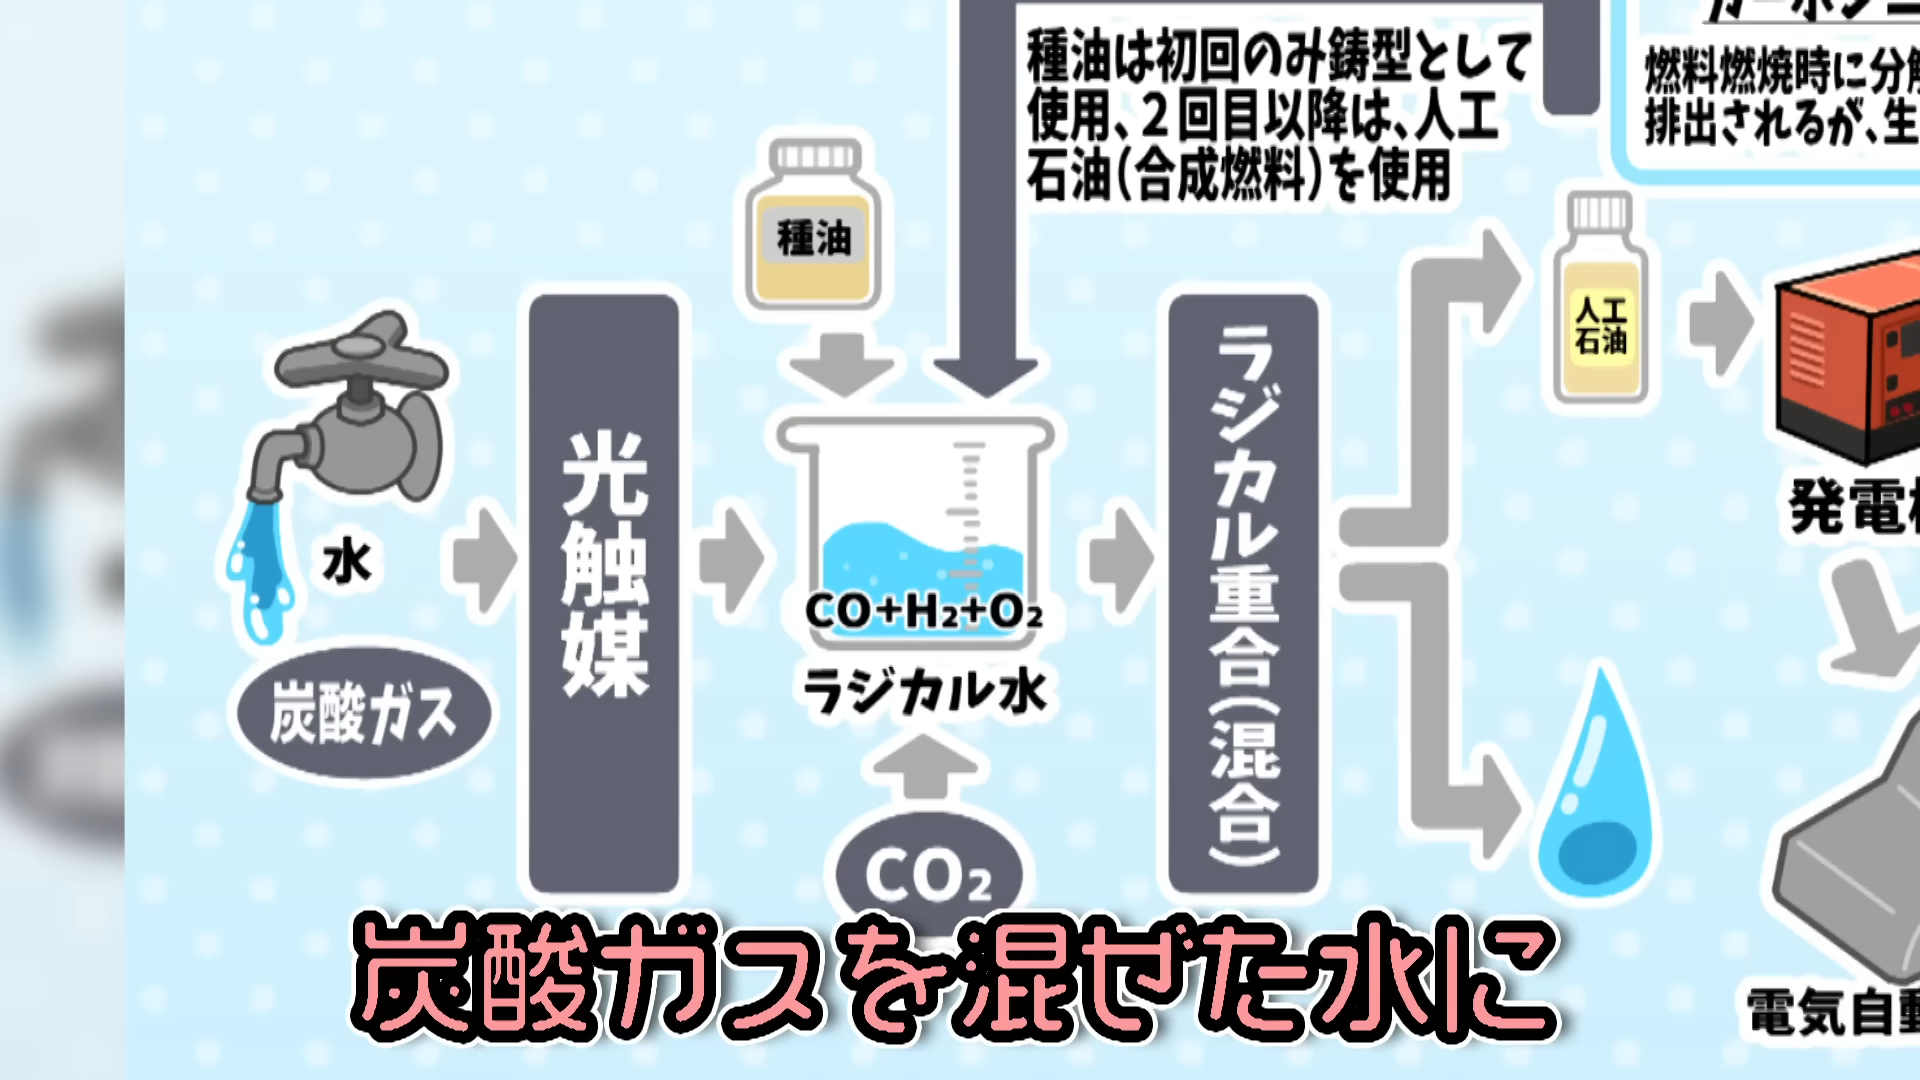 種油は初回のみ鋳型として
使用、2回目以降は、人工
石油(合成燃料)を使用
燃料燃焼時に分
排出されるが、生
種油
人工
石油
水
炭酸ガス
光触媒
CO+H₂+O₂
ラジカル水
CO₂
ラジカル重合(混合)
発電
電気自動
炭酸ガスを混ぜた水に